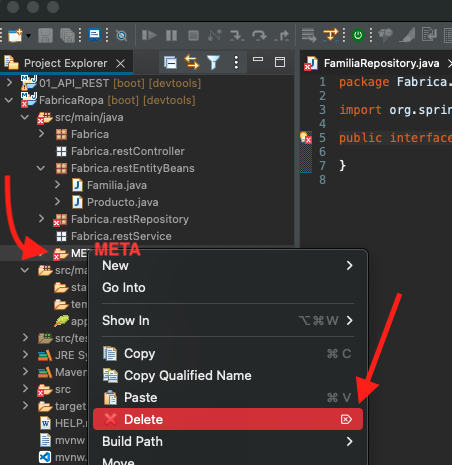 Project Explorer
01_API_REST [boot] [devtools]
FabricaRopa [boot] [devtools]
src/main/java
Fabrica
Fabrica.restController
Fabrica.restEntityBeans
Familia.java
Producto.java
Fabrica.restRepository
Fabrica.restService
META
src/ma
sta
tem
app
src/tes
JRE Sy
Maven
src
target
HELP.
mvnw
mvnw.
New
Go Into
Show In ⌥⌘W
Copy ⌘C
Copy Qualified Name
Paste ⌘V
Delete
Build Path
Move
FamiliaRepository.java
1 package Fabrica.
2
3 import org.sprin
4
5 public interface
6
7 }
8